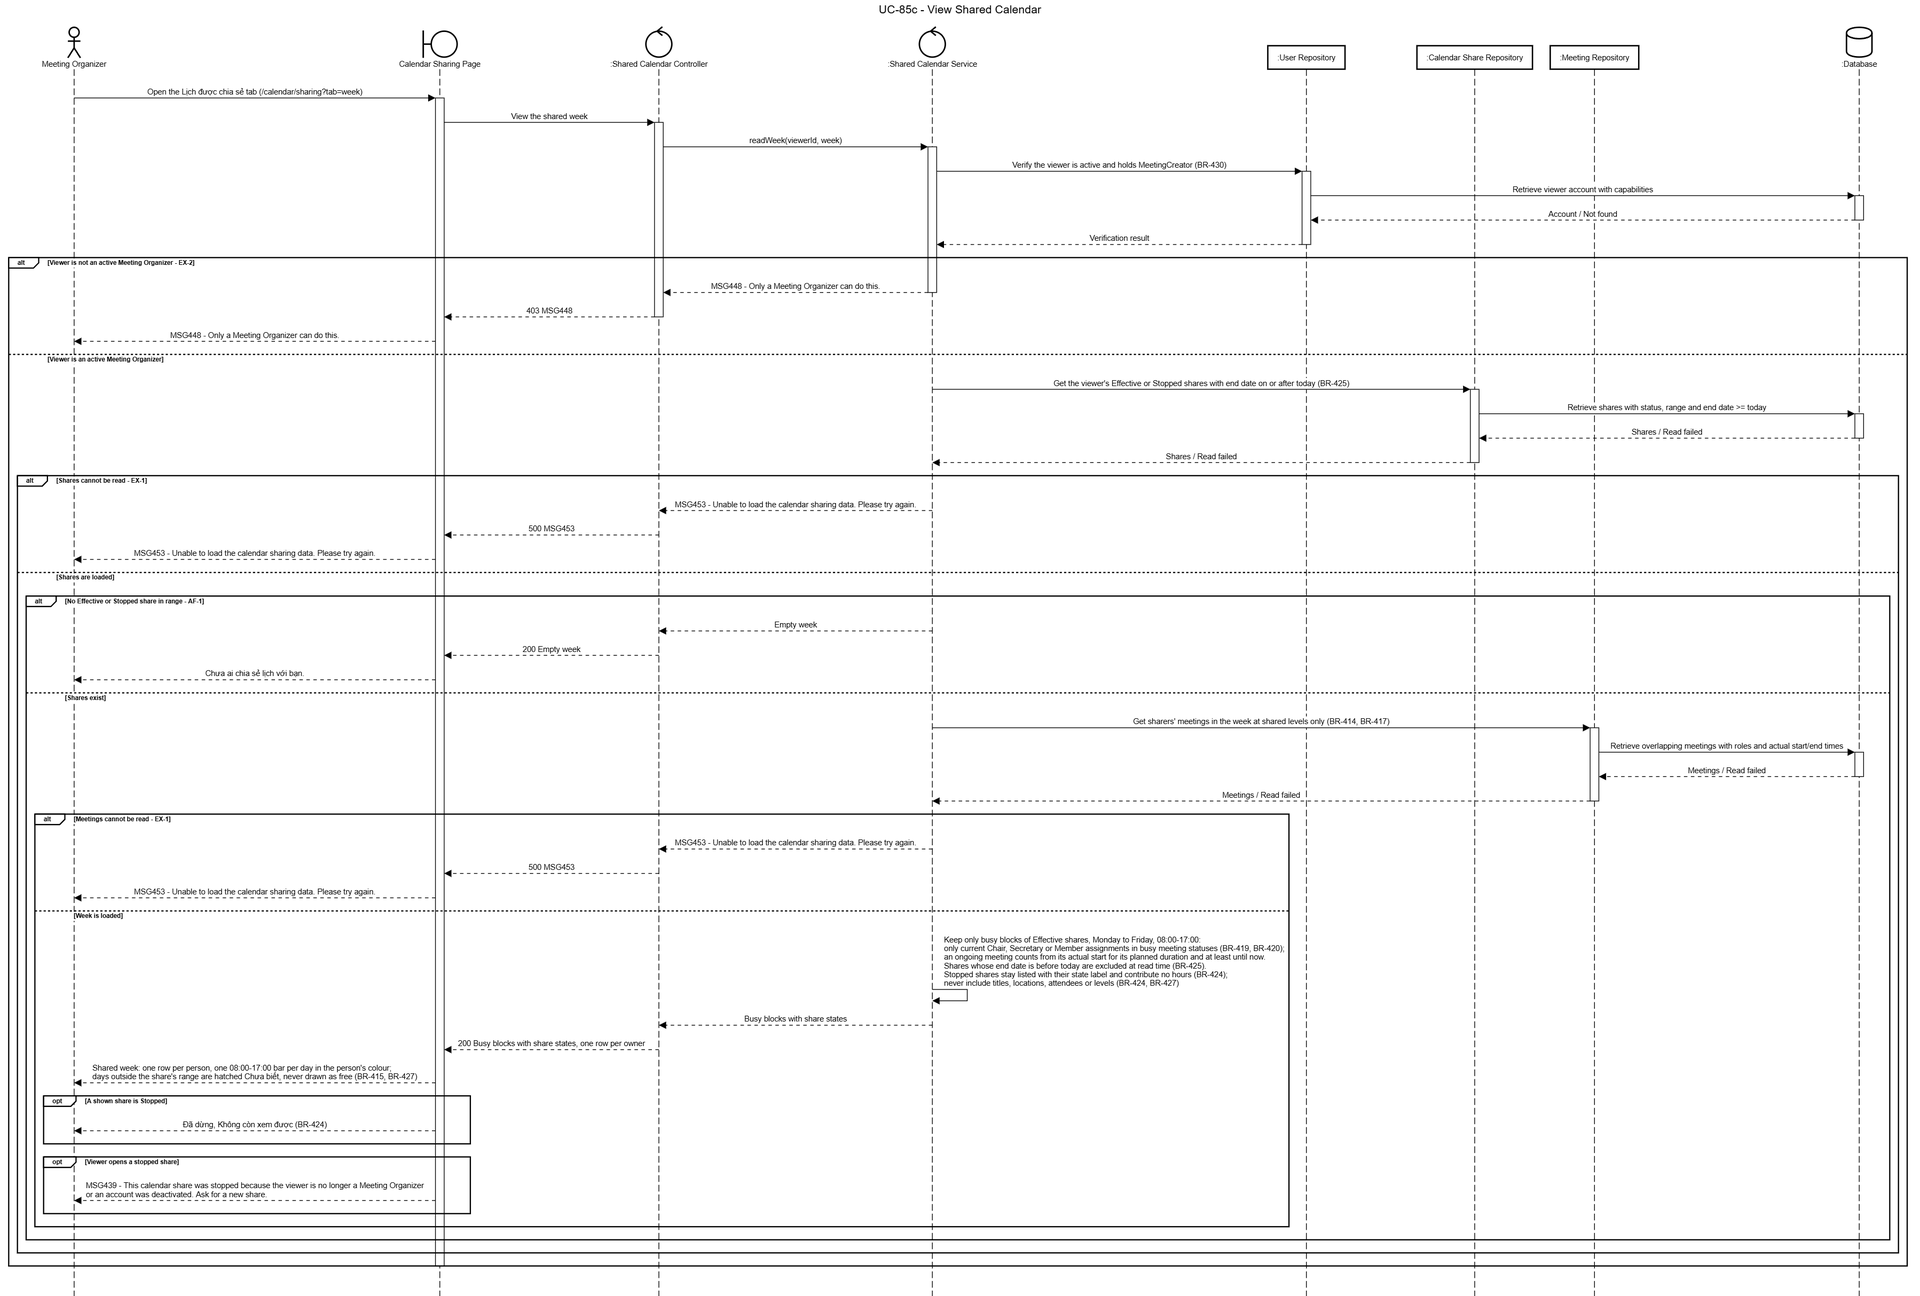 UC-85c - View Shared Calendar
Meeting Organizer
Calendar Sharing Page
:Shared Calendar Controller
:Shared Calendar Service
:User Repository
:Calendar Share Repository
:Meeting Repository
:Database
Open the Lịch được chia sẻ tab (/calendar/sharing?tab=week)
View the shared week
readWeek(viewerId, week)
Verify the viewer is active and holds MeetingCreator (BR-430)
Retrieve viewer account with capabilities
Account / Not found
Verification result
alt
[Viewer is not an active Meeting Organizer - EX-2]
MSG448 - Only a Meeting Organizer can do this.
403 MSG448
MSG448 - Only a Meeting Organizer can do this.
[Viewer is an active Meeting Organizer]
Get the viewer's Effective or Stopped shares with end date on or after today (BR-425)
Retrieve shares with status, range and end date >= today
Shares / Read failed
Shares / Read failed
alt
[Shares cannot be read - EX-1]
MSG453 - Unable to load the calendar sharing data. Please try again.
500 MSG453
MSG453 - Unable to load the calendar sharing data. Please try again.
[Shares are loaded]
alt
[No Effective or Stopped share in range - AF-1]
Empty week
200 Empty week
Chưa ai chia sẻ lịch với bạn.
[Shares exist]
Get sharers' meetings in the week at shared levels only (BR-414, BR-417)
Retrieve overlapping meetings with roles and actual start/end times
Meetings / Read failed
Meetings / Read failed
alt
[Meetings cannot be read - EX-1]
MSG453 - Unable to load the calendar sharing data. Please try again.
500 MSG453
MSG453 - Unable to load the calendar sharing data. Please try again.
[Week is loaded]
Keep only busy blocks of Effective shares, Monday to Friday, 08:00-17:00:
only current Chair, Secretary or Member assignments in busy meeting statuses (BR-419, BR-420);
an ongoing meeting counts from its actual start for its planned duration and at least until now.
Shares whose end date is before today are excluded at read time (BR-425).
Stopped shares stay listed with their state label and contribute no hours (BR-424);
never include titles, locations, attendees or levels (BR-424, BR-427)
Busy blocks with share states
200 Busy blocks with share states, one row per owner
Shared week: one row per person, one 08:00-17:00 bar per day in the person's colour;
days outside the share's range are hatched Chưa biết, never drawn as free (BR-415, BR-427)
opt
[A shown share is Stopped]
Đã dừng, Không còn xem được (BR-424)
opt
[Viewer opens a stopped share]
MSG439 - This calendar share was stopped because the viewer is no longer a Meeting Organizer
or an account was deactivated. Ask for a new share.